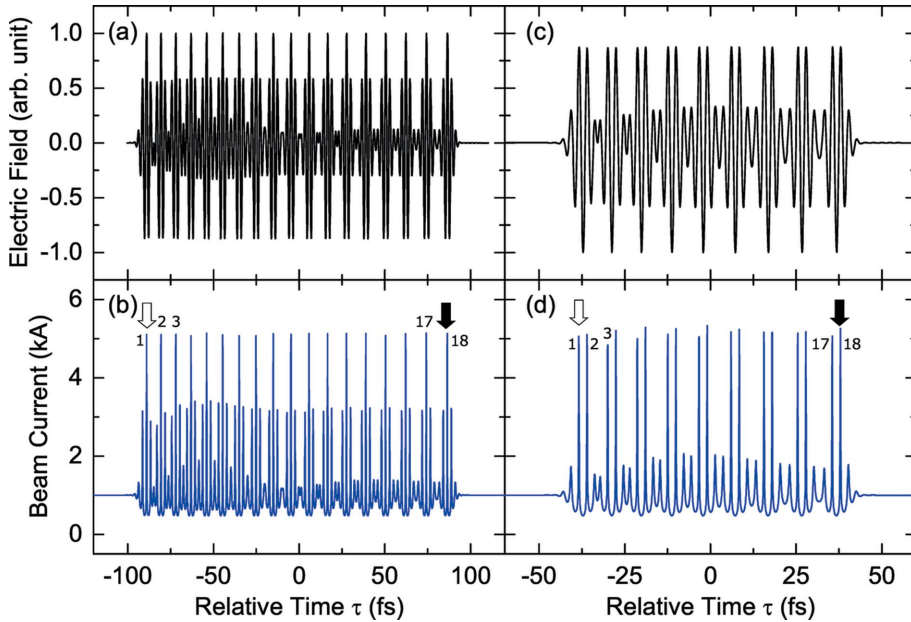 (a)
(c)
Electric Field (arb. unit)
1.0
0.5
0.0
-0.5
-1.0
(b)
(d)
Beam Current (kA)
6
4
2
0
1
2 3
17
18
1
2
3
17
18
-100 -50 0 50 100
-50 -25 0 25 50
Relative Time τ (fs)
Relative Time τ (fs)